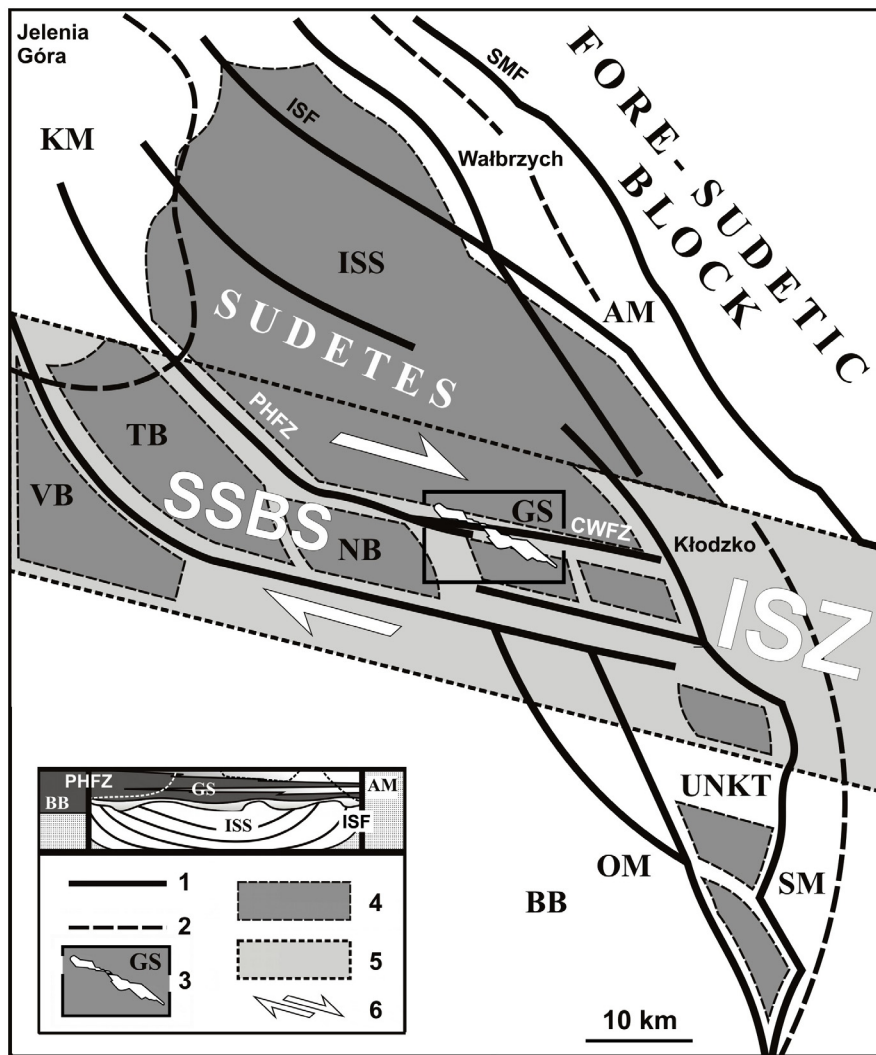 Jelenia
Góra
KM
ISF
SMF
Wałbrzych
FORE-SUDETIC
BLOCK
ISS
AM
SUDETES
PHFZ
TB
VB
SSBS
NB
GS
CWFZ
Kłodzko
ISZ
UNKT
OM
SM
BB
PHFZ
GS
AM
BB
ISS
ISF
1
2
GS
3
4
5
6
10 km